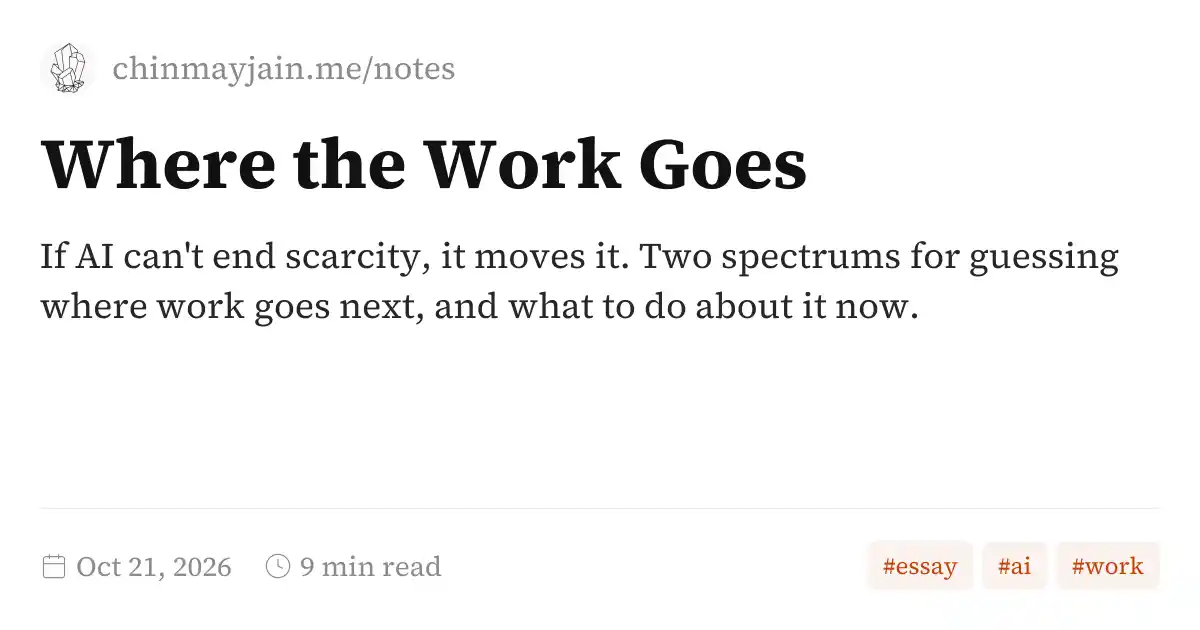 chinmayjain.me/notes
Where the Work Goes
If AI can't end scarcity, it moves it. Two spectrums for guessing
where work goes next, and what to do about it now.
Oct 21, 2026 9 min read #essay #ai #work